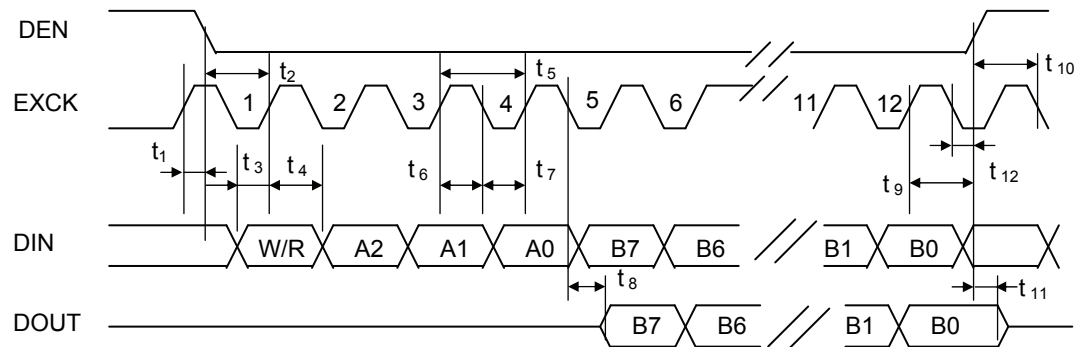 DEN
t2
t5
t10
EXCK
1
2
3
4
5
6
11
12
t1
t3
t4
t6
t7
t9
t12
DIN
W/R
A2
A1
A0
B7
B6
B1
B0
t8
t11
DOUT
B7
B6
B1
B0